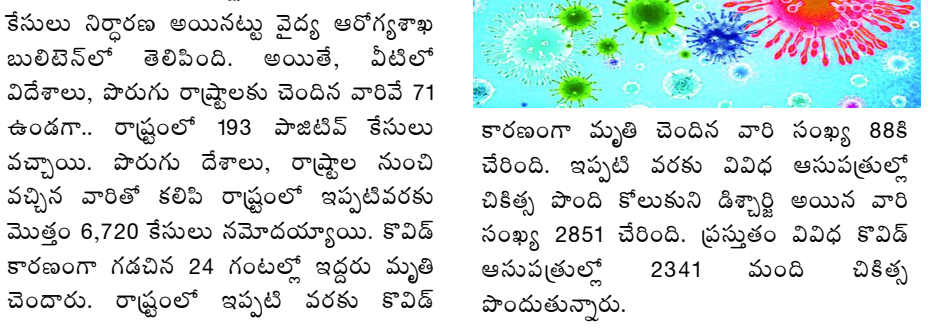 కేసులు నిర్ధారణ అయినట్టు వైద్య ఆరోగ్యశాఖ
బులిటెన్‌లో తెలిపింది. అయితే, వీటిలో
విదేశాలు, పొరుగు రాష్ట్రాలకు చెందిన వారివే 71
ఉండగా.. రాష్ట్రంలో 193 పాజిటివ్ కేసులు
వచ్చాయి. పొరుగు దేశాలు, రాష్ట్రాల నుంచి
వచ్చిన వారితో కలిపి రాష్ట్రంలో ఇప్పటివరకు
మొత్తం 6,720 కేసులు నమోదయ్యాయి. కొవిడ్
కారణంగా గడచిన 24 గంటల్లో ఇద్దరు మృతి
చెందారు. రాష్ట్రంలో ఇప్పటి వరకు కొవిడ్
కారణంగా మృతి చెందిన వారి సంఖ్య 88కి
చేరింది. ఇప్పటి వరకు వివిధ ఆసుపత్రుల్లో
చికిత్స పొంది కోలుకుని డిశ్చార్జి అయిన వారి
సంఖ్య 2851 చేరింది. ప్రస్తుతం వివిధ కొవిడ్
ఆసుపత్రుల్లో 2341 మంది చికిత్స
పొందుతున్నారు.